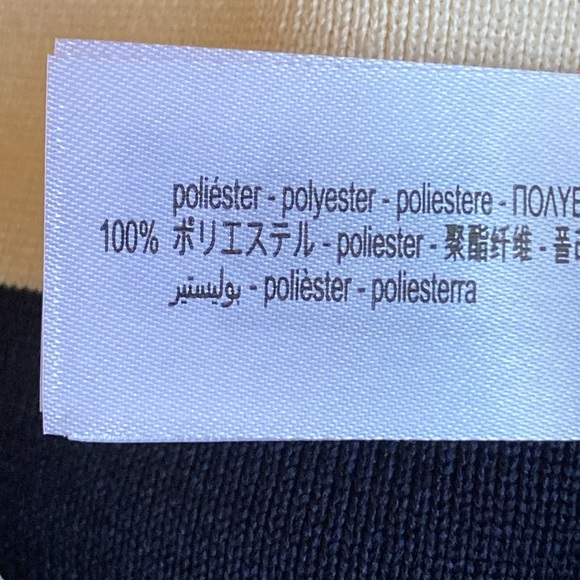 poliéster - polyester - poliestere - ΠΟΛΥΕ
100% ポリエステル - poliester - 聚酯纤维 -
بوليستير - polièster - poliesterra